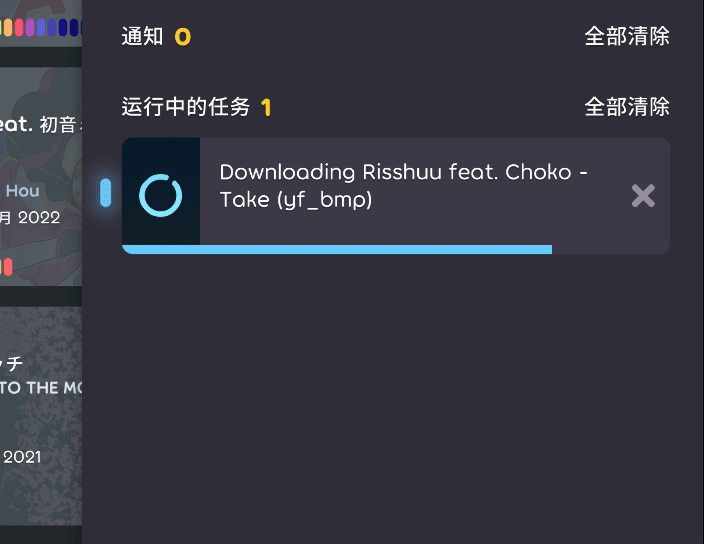 通知 0
全部清除
运行中的任务 1
全部清除
Downloading Risshuu feat. Choko -
Take (yf_bmp)
eat. 初音
Hou
月 2022
ッチ
TO THE MO
2021